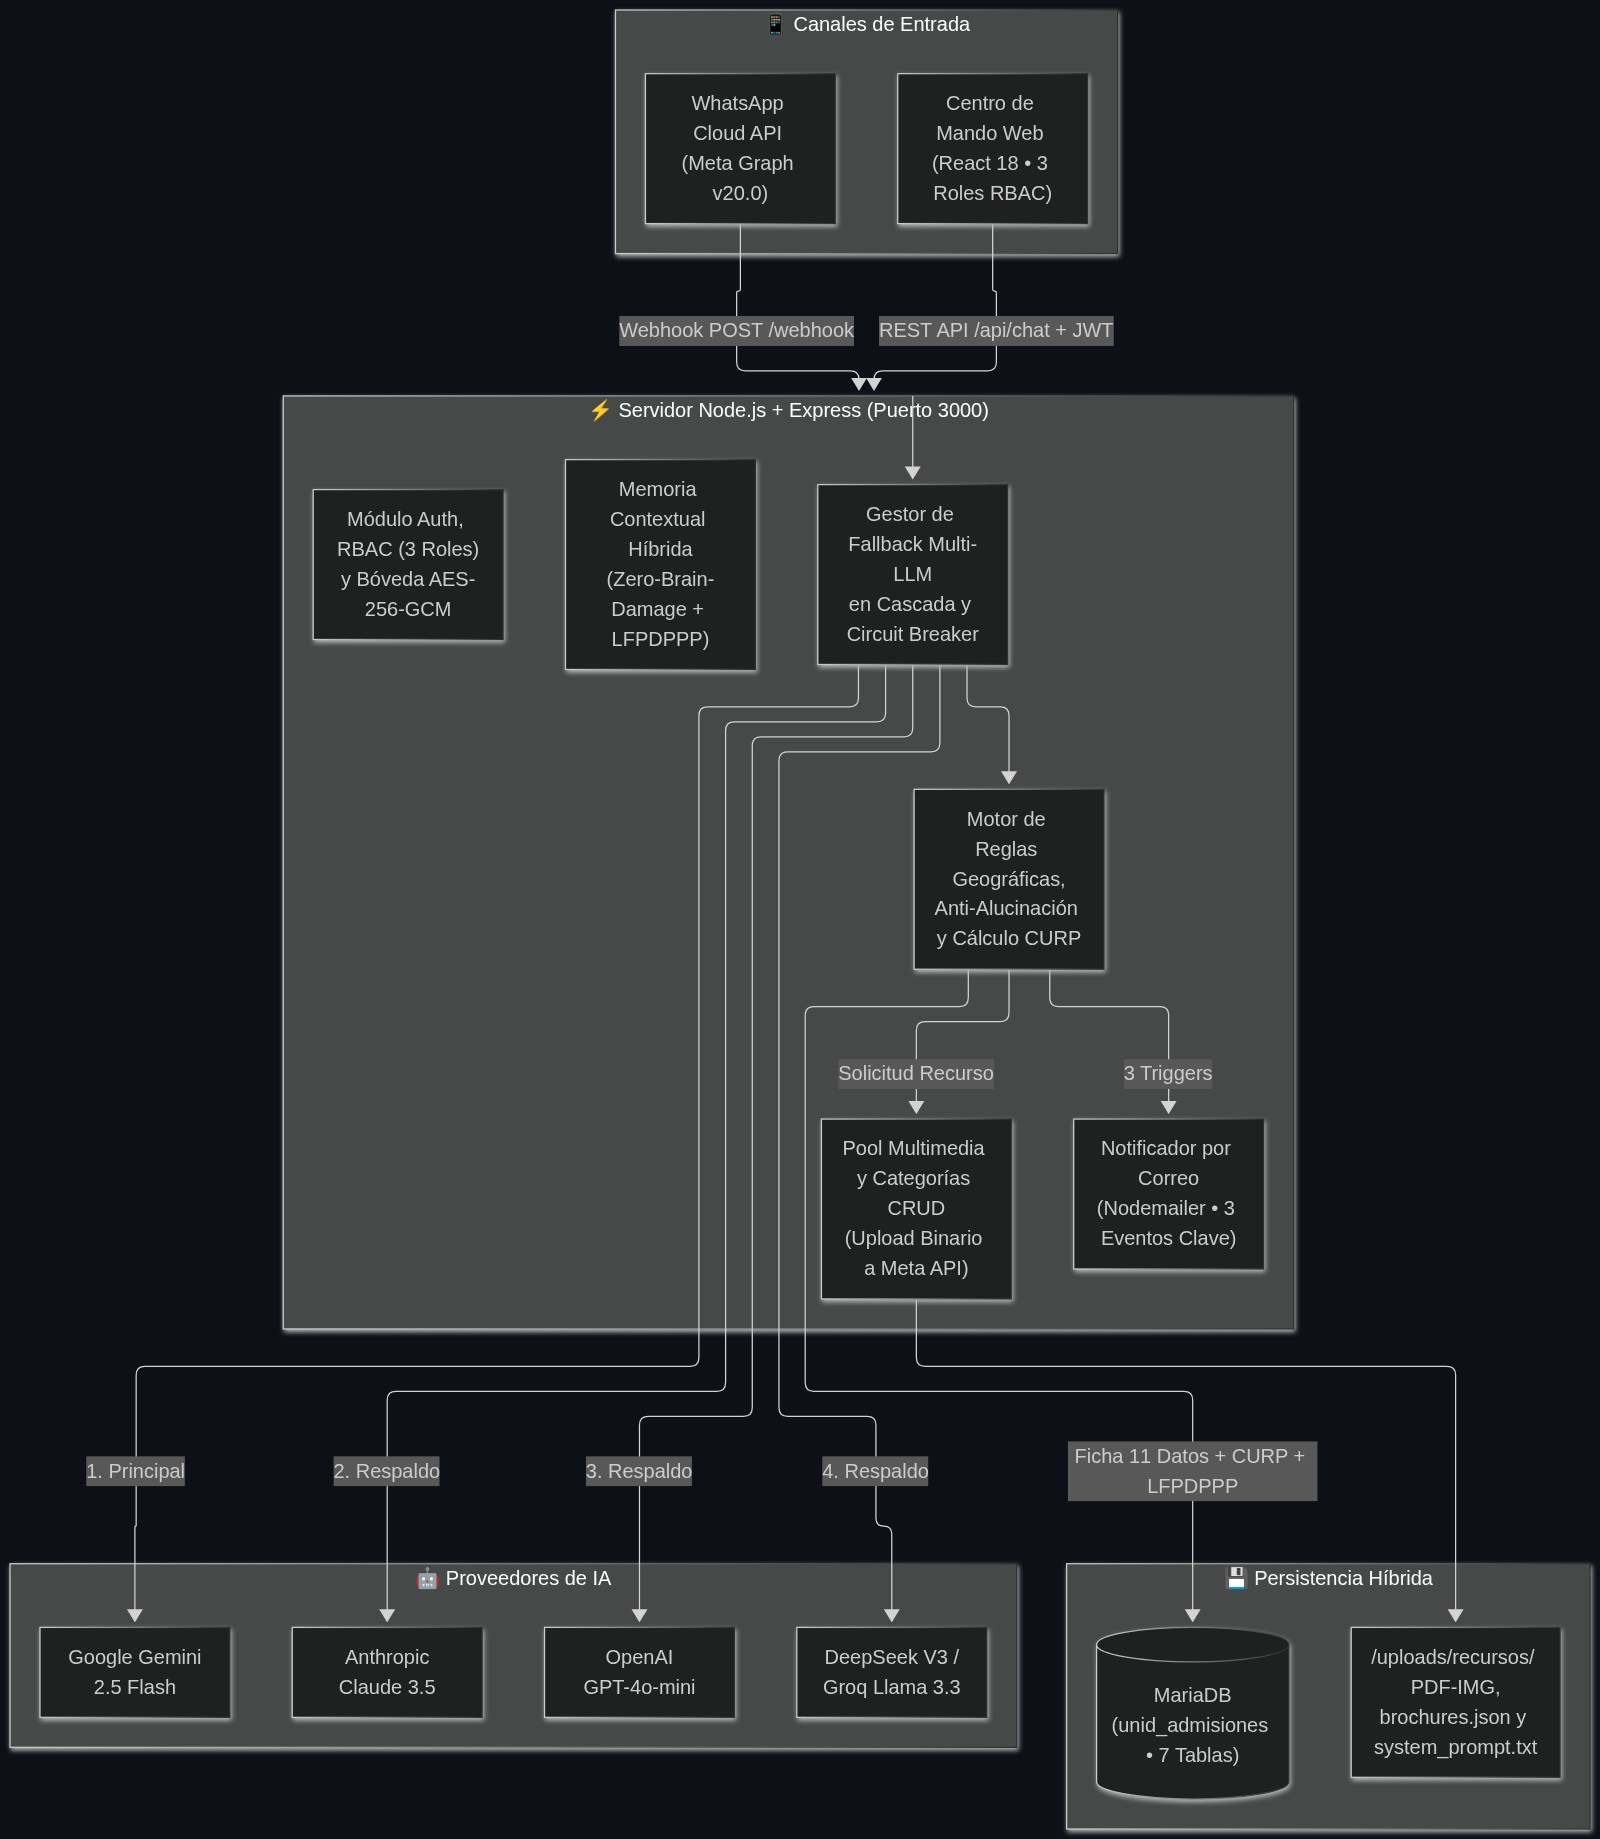 📱 Canales de Entrada
WhatsApp
Cloud API
(Meta Graph
v20.0)
Centro de
Mando Web
(React 18 • 3
Roles RBAC)
Webhook POST /webhook
REST API /api/chat + JWT
⚡ Servidor Node.js + Express (Puerto 3000)
Módulo Auth,
RBAC (3 Roles)
y Bóveda AES-
256-GCM
Memoria
Contextual
Híbrida
(Zero-Brain-
Damage +
LFPDPPP)
Gestor de
Fallback Multi-
LLM
en Cascada y
Circuit Breaker
Motor de
Reglas
Geográficas,
Anti-Alucinación
y Cálculo CURP
Solicitud Recurso
3 Triggers
Pool Multimedia
y Categorías
CRUD
(Upload Binario
a Meta API)
Notificador por
Correo
(Nodemailer • 3
Eventos Clave)
1. Principal
2. Respaldo
3. Respaldo
4. Respaldo
Ficha 11 Datos + CURP +
LFPDPPP
🤖 Proveedores de IA
Google Gemini
2.5 Flash
Anthropic
Claude 3.5
OpenAI
GPT-4o-mini
DeepSeek V3 /
Groq Llama 3.3
💾 Persistencia Híbrida
MariaDB
(unid_admisiones
• 7 Tablas)
/uploads/recursos/
PDF-IMG,
brochures.json y
system_prompt.txt